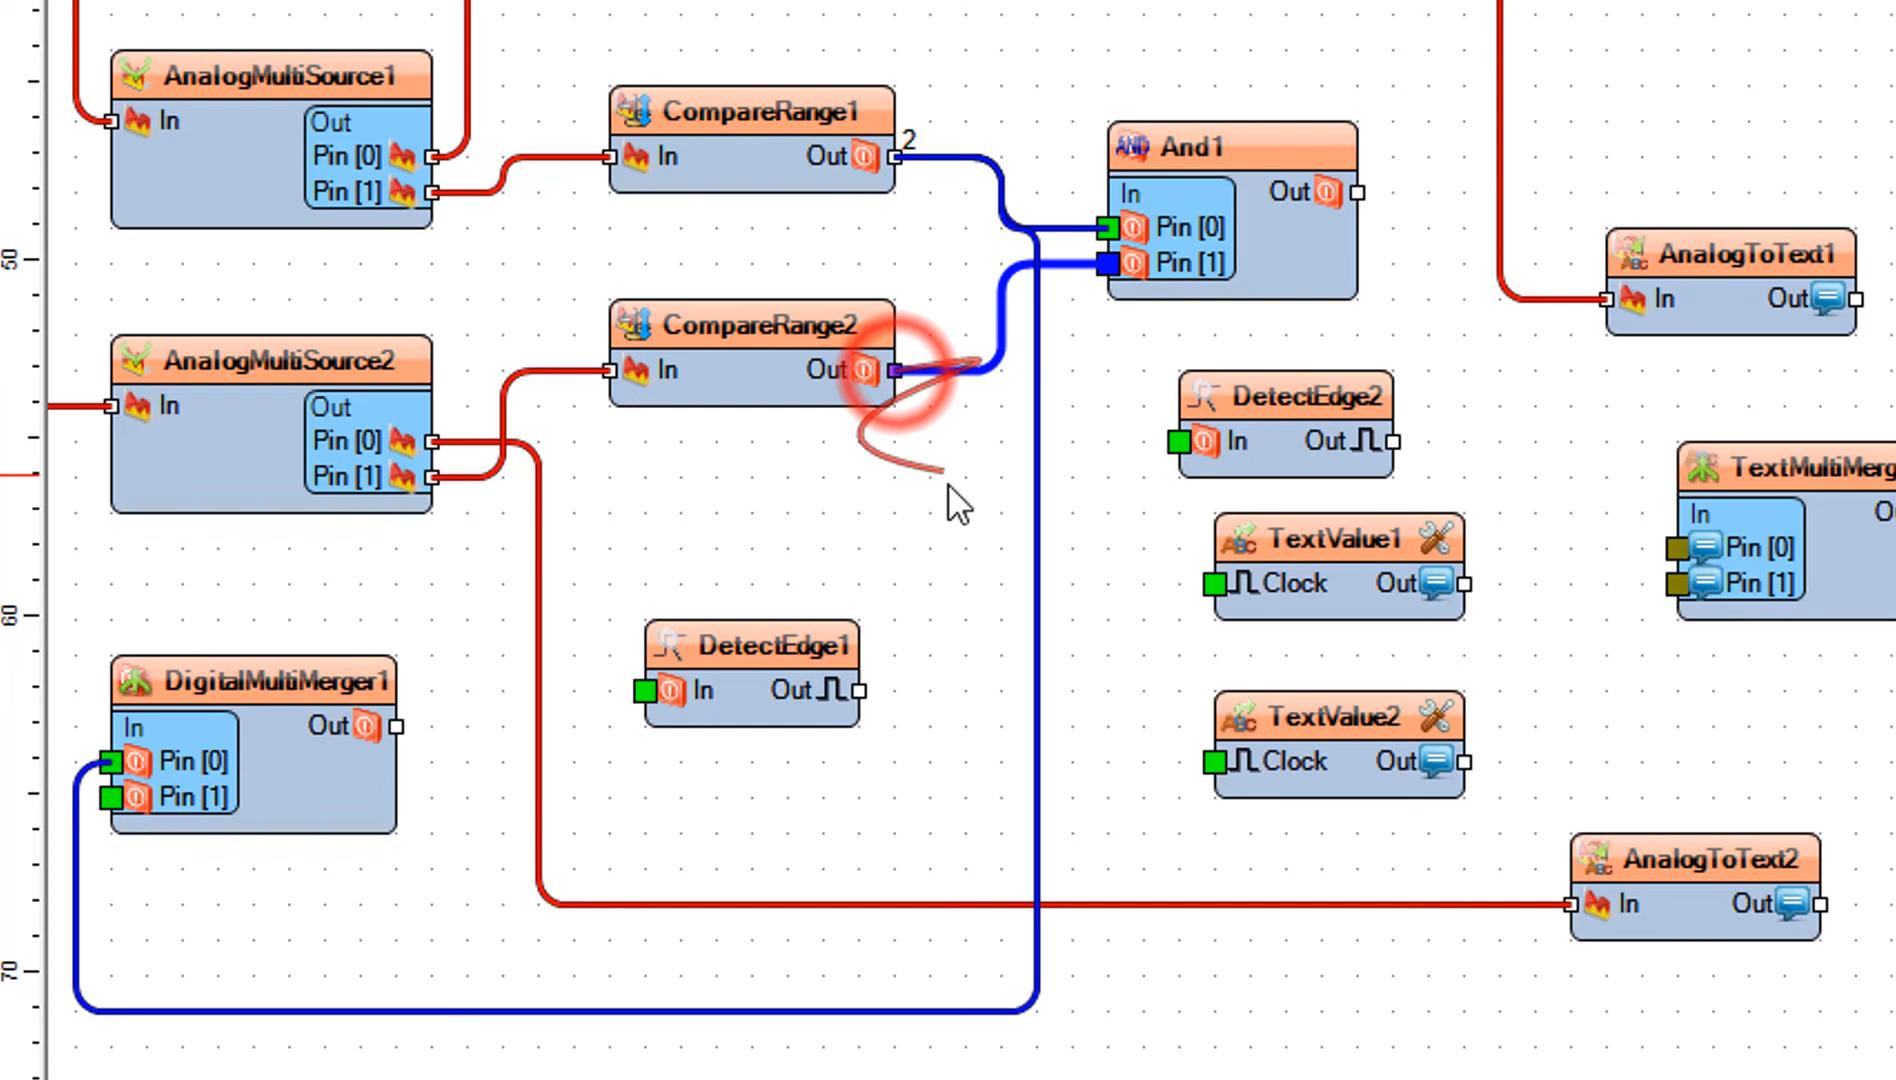 AnalogMultiSource1
In
Out
Pin [0]
Pin [1]
CompareRange1
In
Out
2
And1
In
Out
Pin [0]
Pin [1]
AnalogToText1
In
Out
50
AnalogMultiSource2
In
Out
Pin [0]
Pin [1]
CompareRange2
In
Out
DetectEdge2
In
Out
TextMultiMerg
In
O
Pin [0]
Pin [1]
TextValue1
Clock
Out
60
DetectEdge1
In
Out
DigitalMultiMerger1
In
Out
Pin [0]
Pin [1]
TextValue2
Clock
Out
AnalogToText2
In
Out
70